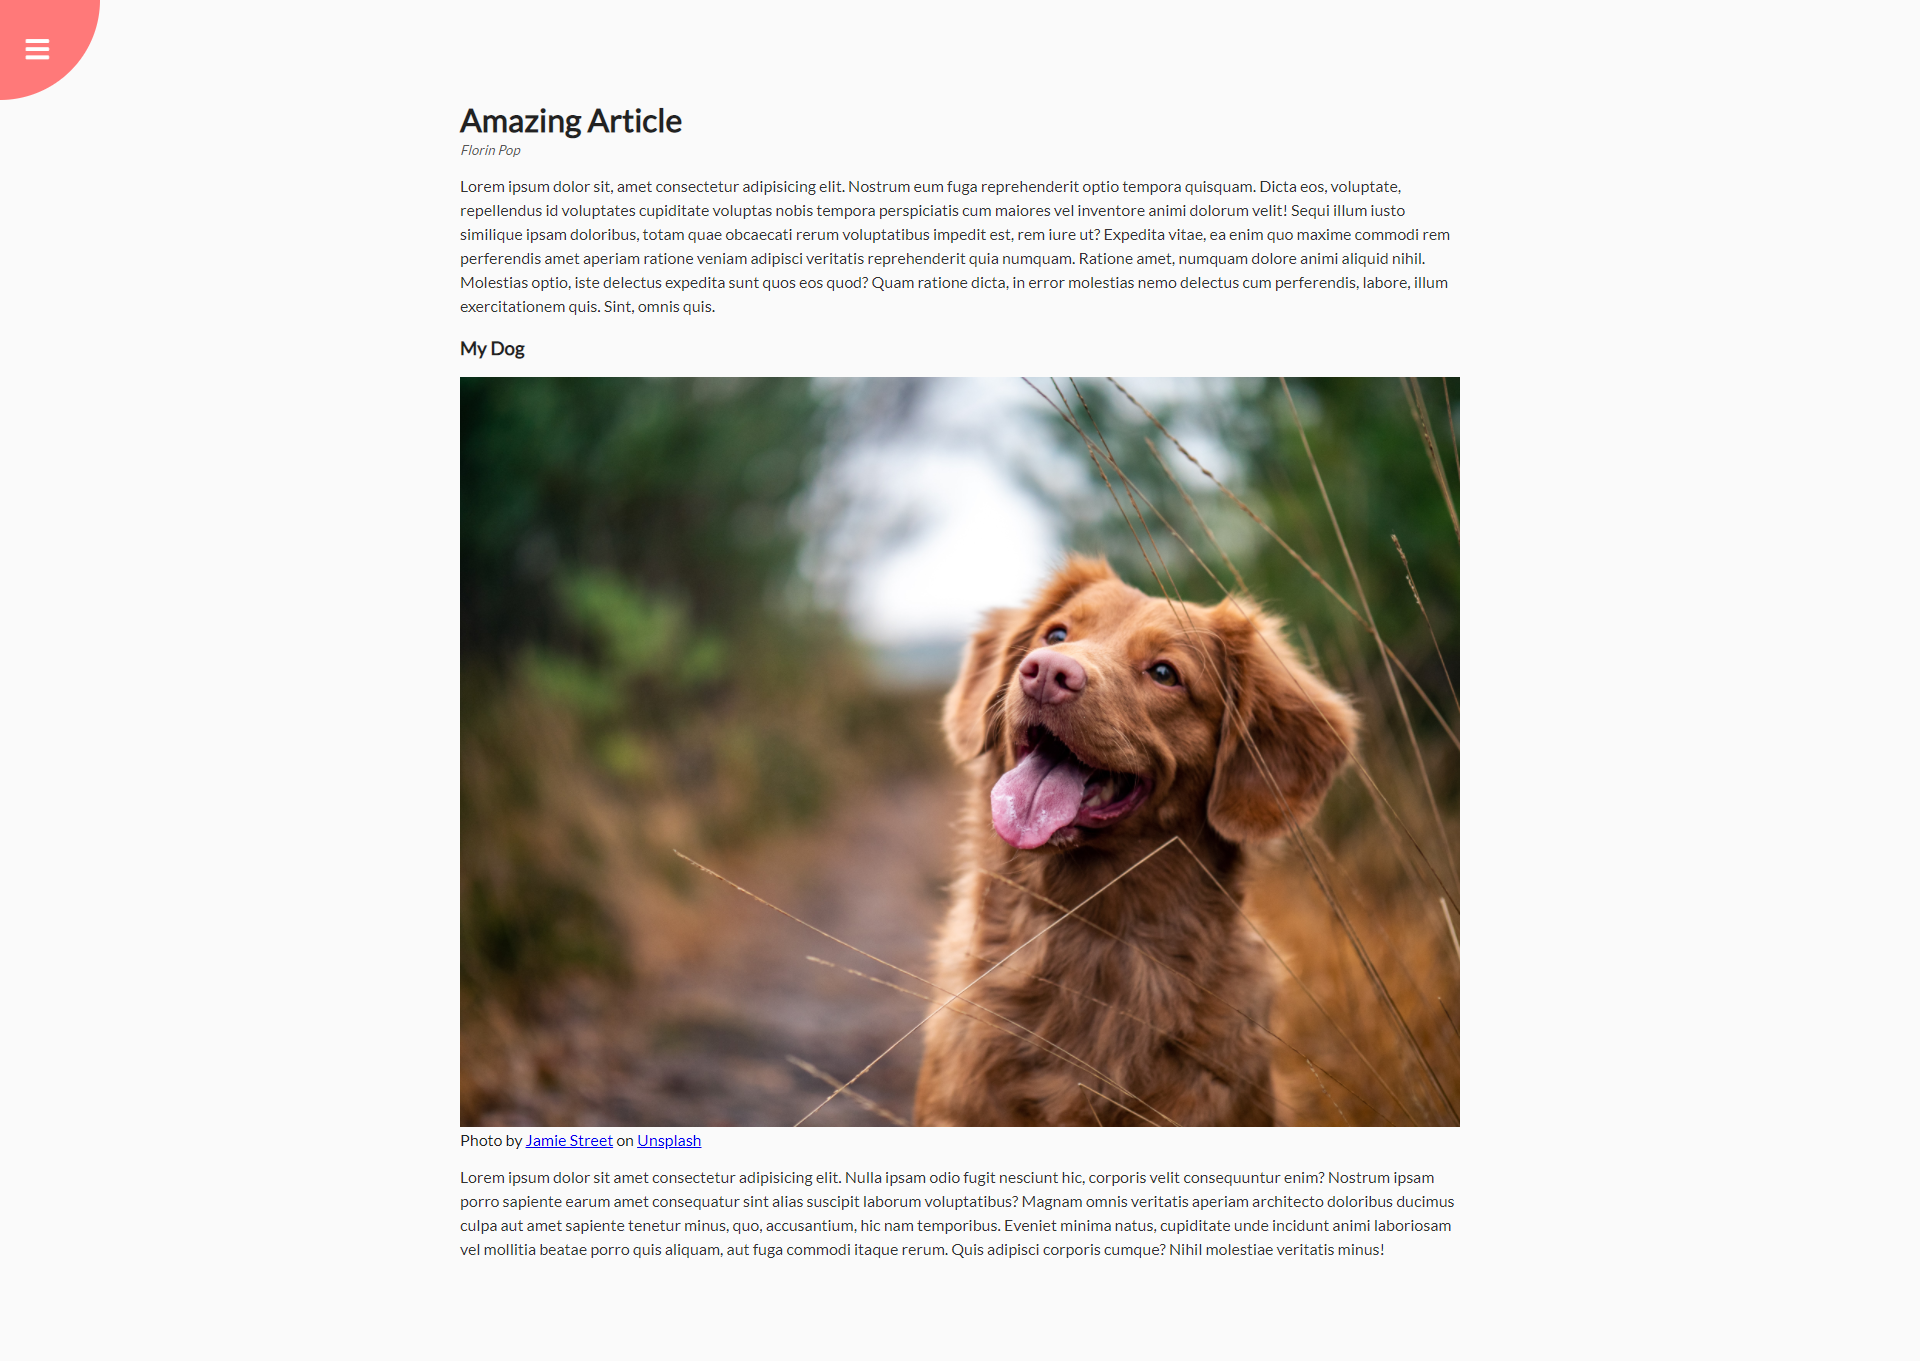 Amazing Article
Florin Pop
Lorem ipsum dolor sit, amet consectetur adipisicing elit. Nostrum eum fuga reprehenderit optio tempora quisquam. Dicta eos, voluptate,
repellendus id voluptates cupiditate voluptas nobis tempora perspiciatis cum maiores vel inventore animi dolorum velit! Sequi illum iusto
similique ipsam doloribus, totam quae obcaecati rerum voluptatibus impedit est, rem iure ut? Expedita vitae, ea enim quo maxime commodi rem
perferendis amet aperiam ratione veniam adipisci veritatis reprehenderit quia numquam. Ratione amet, numquam dolore animi aliquid nihil.
Molestias optio, iste delectus expedita sunt quos eos quod? Quam ratione dicta, in error molestias nemo delectus cum perferendis, labore, illum
exercitationem quis. Sint, omnis quis.
My Dog
Photo by Jamie Street on Unsplash
Lorem ipsum dolor sit amet consectetur adipisicing elit. Nulla ipsam odio fugit nesciunt hic, corporis velit consequuntur enim? Nostrum ipsam
porro sapiente earum amet consequatur sint alias suscipit laborum voluptatibus? Magnam omnis veritatis aperiam architecto doloribus ducimus
culpa aut amet sapiente tenetur minus, quo, accusantium, hic nam temporibus. Eveniet minima natus, cupiditate unde incidunt animi laboriosam
vel mollitia beatae porro quis aliquam, aut fuga commodi itaque rerum. Quis adipisci corporis cumque? Nihil molestiae veritatis minus!